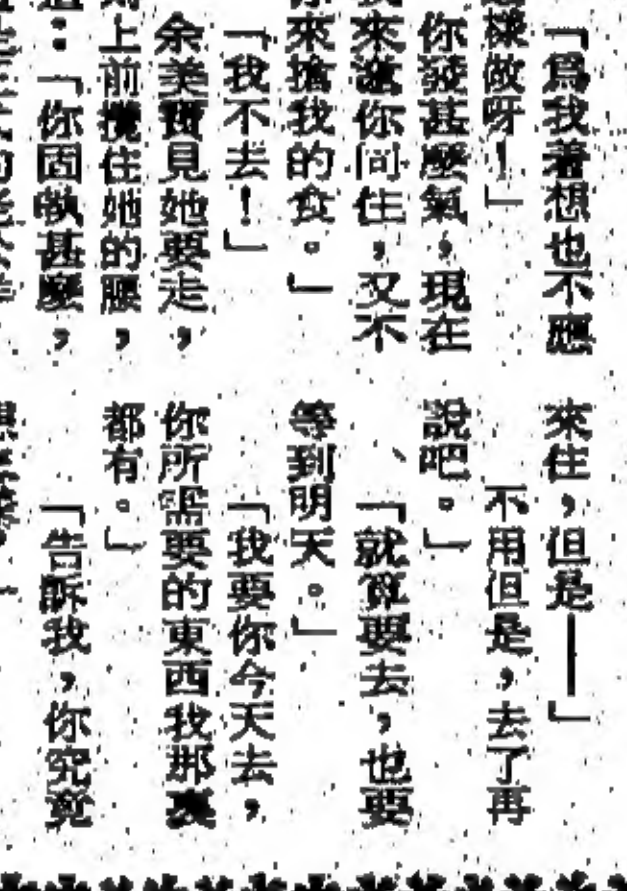 「爲我着想也不應
樣做呀！」
你發甚麼氣，現在
來邀你同住，又不
來搶我的食。」
「我不去！」
余美寶見她要走，
上前攬住她的腰，
：「你固執甚麼，
來住，但是——」
不用但是，去了再
說吧。」
、「就算要去，也要
等到明天。」
「我要你今天去，
你所需要的東西我那裏
都有。」
「告訴我，你究竟